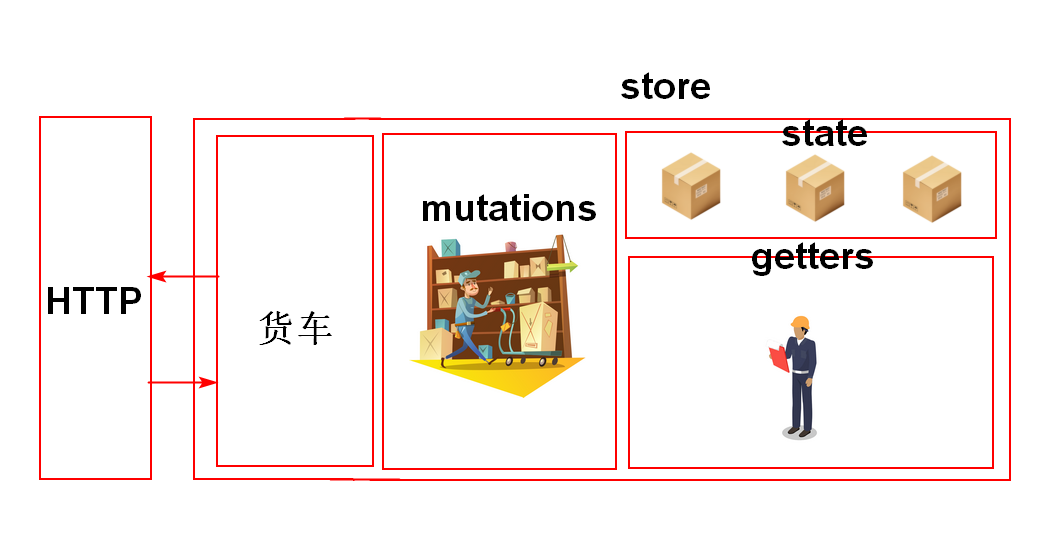 store
state
mutations
getters
HTTP
货车